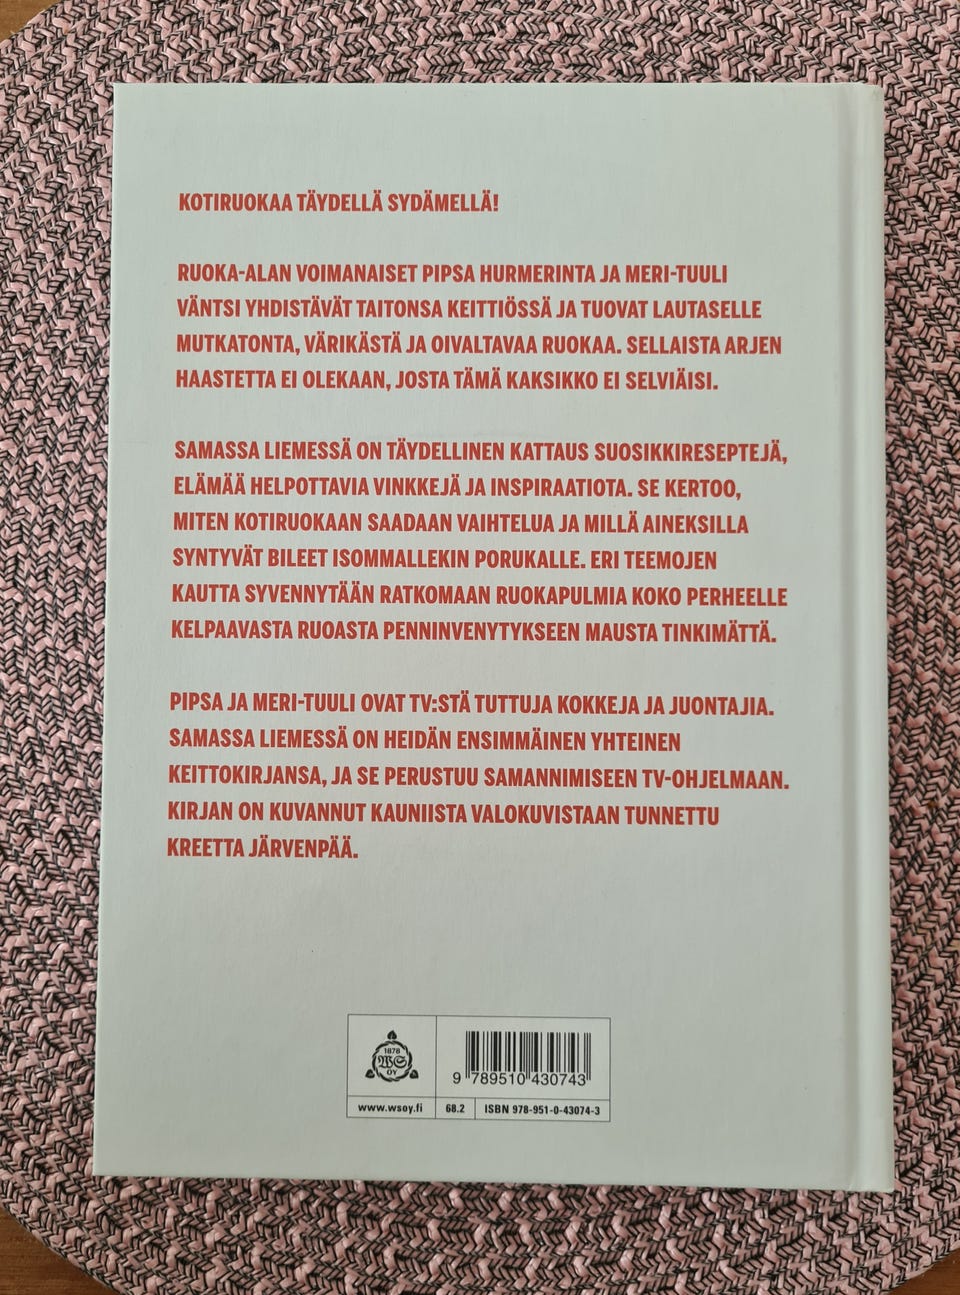 KOTIRUOKAA TÄYDELLÄ SYDÄMELLÄ!
RUOKA-ALAN VOIMANAISET PIPSA HURMERINTA JA MERI-TUULI
VÄNTSI YHDISTÄVÄT TAITONSA KEITTIÖSSÄ JA TUOVAT LAUTASELLE
MUTKATONTA, VÄRIKÄSTÄ JA OIVALTAVAA RUOKAA. SELLAISTA ARJEN
HAASTETTA EI OLEKAAN, JOSTA TÄMÄ KAKSIKKO EI SELVIÄISI.
SAMASSA LIEMESSÄ ON TÄYDELLINEN KATTAUS SUOSIKKIRESEPTEJÄ,
ELÄMÄÄ HELPOTTAVIA VINKKEJÄ JA INSPIRAATIOTA. SE KERTOO,
MITEN KOTIRUOKAAN SAADAAN VAIHTELUA JA MILLÄ AINEKSILLA
SYNTYVÄT BILEET ISOMMALLEKIN PORUKALLE. ERI TEEMOJEN
KAUTTA SYVENNYTÄÄN RATKOMAAN RUOKAPULMIA KOKO PERHEELLE
KELPAAVASTA RUOASTA PENNINVENYTYKSEEN MAUSTA TINKIMÄTTÄ.
PIPSA JA MERI-TUULI OVAT TV:STÄ TUTTUJA KOKKEJA JA JUONTAJIA.
SAMASSA LIEMESSÄ ON HEIDÄN ENSIMMÄINEN YHTEINEN
KEITTOKIRJANSA, JA SE PERUSTUU SAMANNIMISEEN TV-OHJELMAAN.
KIRJAN ON KUVANNUT KAUNIISTA VALOKUVISTAAN TUNNETTU
KREETTA JÄRVENPÄÄ.
1878
WS
OY
9 789510 430743
www.wsoy.fi 68.2 ISBN 978-951-0-43074-3